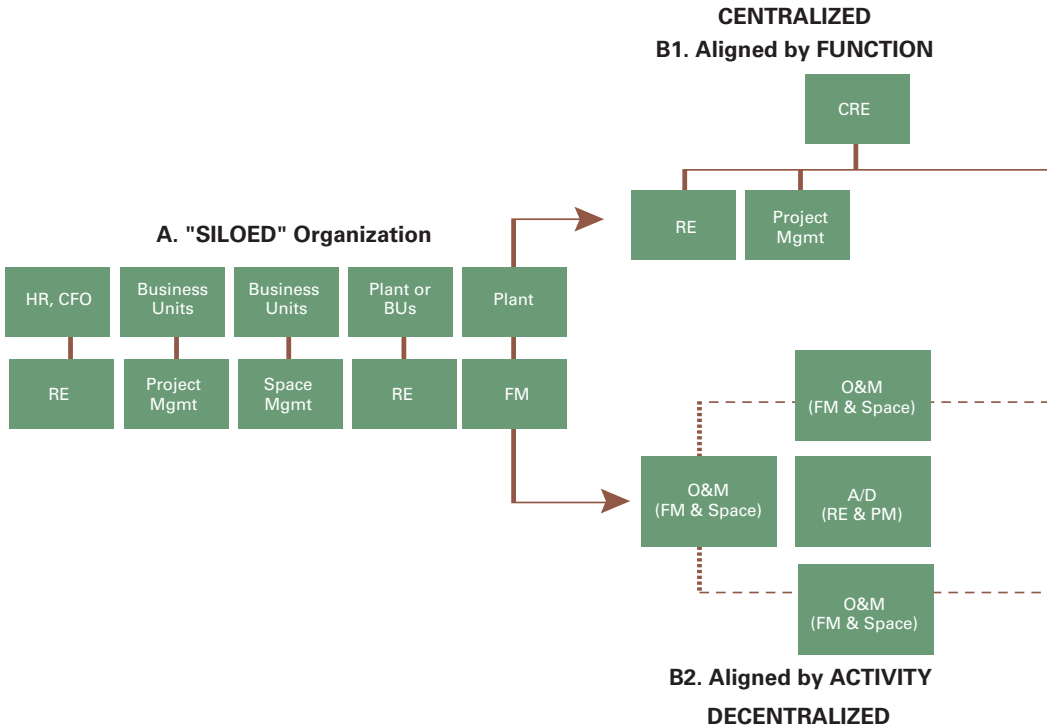 CENTRALIZED
B1. Aligned by FUNCTION
CRE
RE
Project
Mgmt
A. "SILOED" Organization
HR, CFO
Business
Units
Business
Units
Plant or
BUs
Plant
RE
Project
Mgmt
Space
Mgmt
RE
FM
O&M
(FM & Space)
O&M
(FM & Space)
A/D
(RE & PM)
O&M
(FM & Space)
B2. Aligned by ACTIVITY
DECENTRALIZED